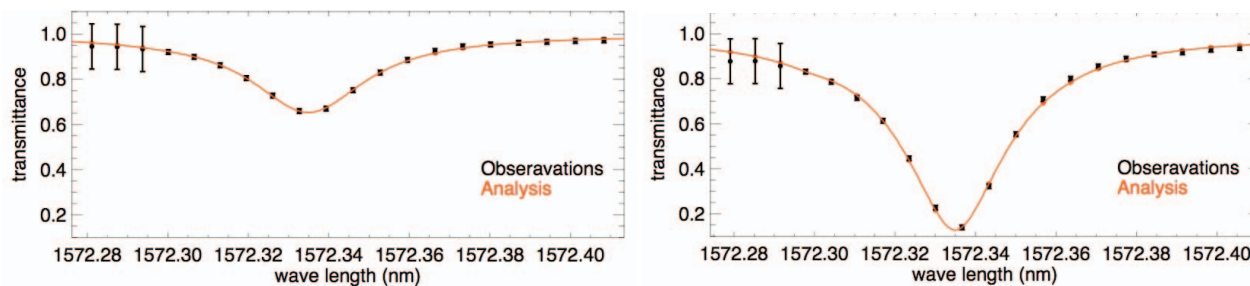 1.0
0.8
0.6
0.4
0.2
transmittance
Obseravations
Analysis
1572.28 1572.30 1572.32 1572.34 1572.36 1572.38 1572.40
wave length (nm)
1.0
0.8
0.6
0.4
0.2
transmittance
Obseravations
Analysis
1572.28 1572.30 1572.32 1572.34 1572.36 1572.38 1572.40
wave length (nm)